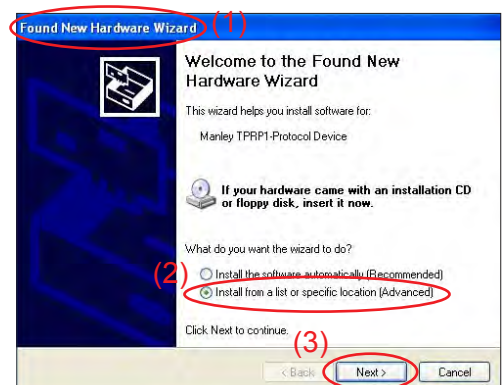 Found New Hardware Wizard
(1)
Welcome to the Found New
Hardware Wizard
This wizard helps you install software for:
Manley TPRP1-Protocol Device
If your hardware came with an installation CD
or floppy disk, insert it now.
What do you want the wizard to do?
Install the software automatically (Recommended)
(2)
Install from a list or specific location (Advanced)
Click Next to continue.
(3)
< Back
Next >
Cancel